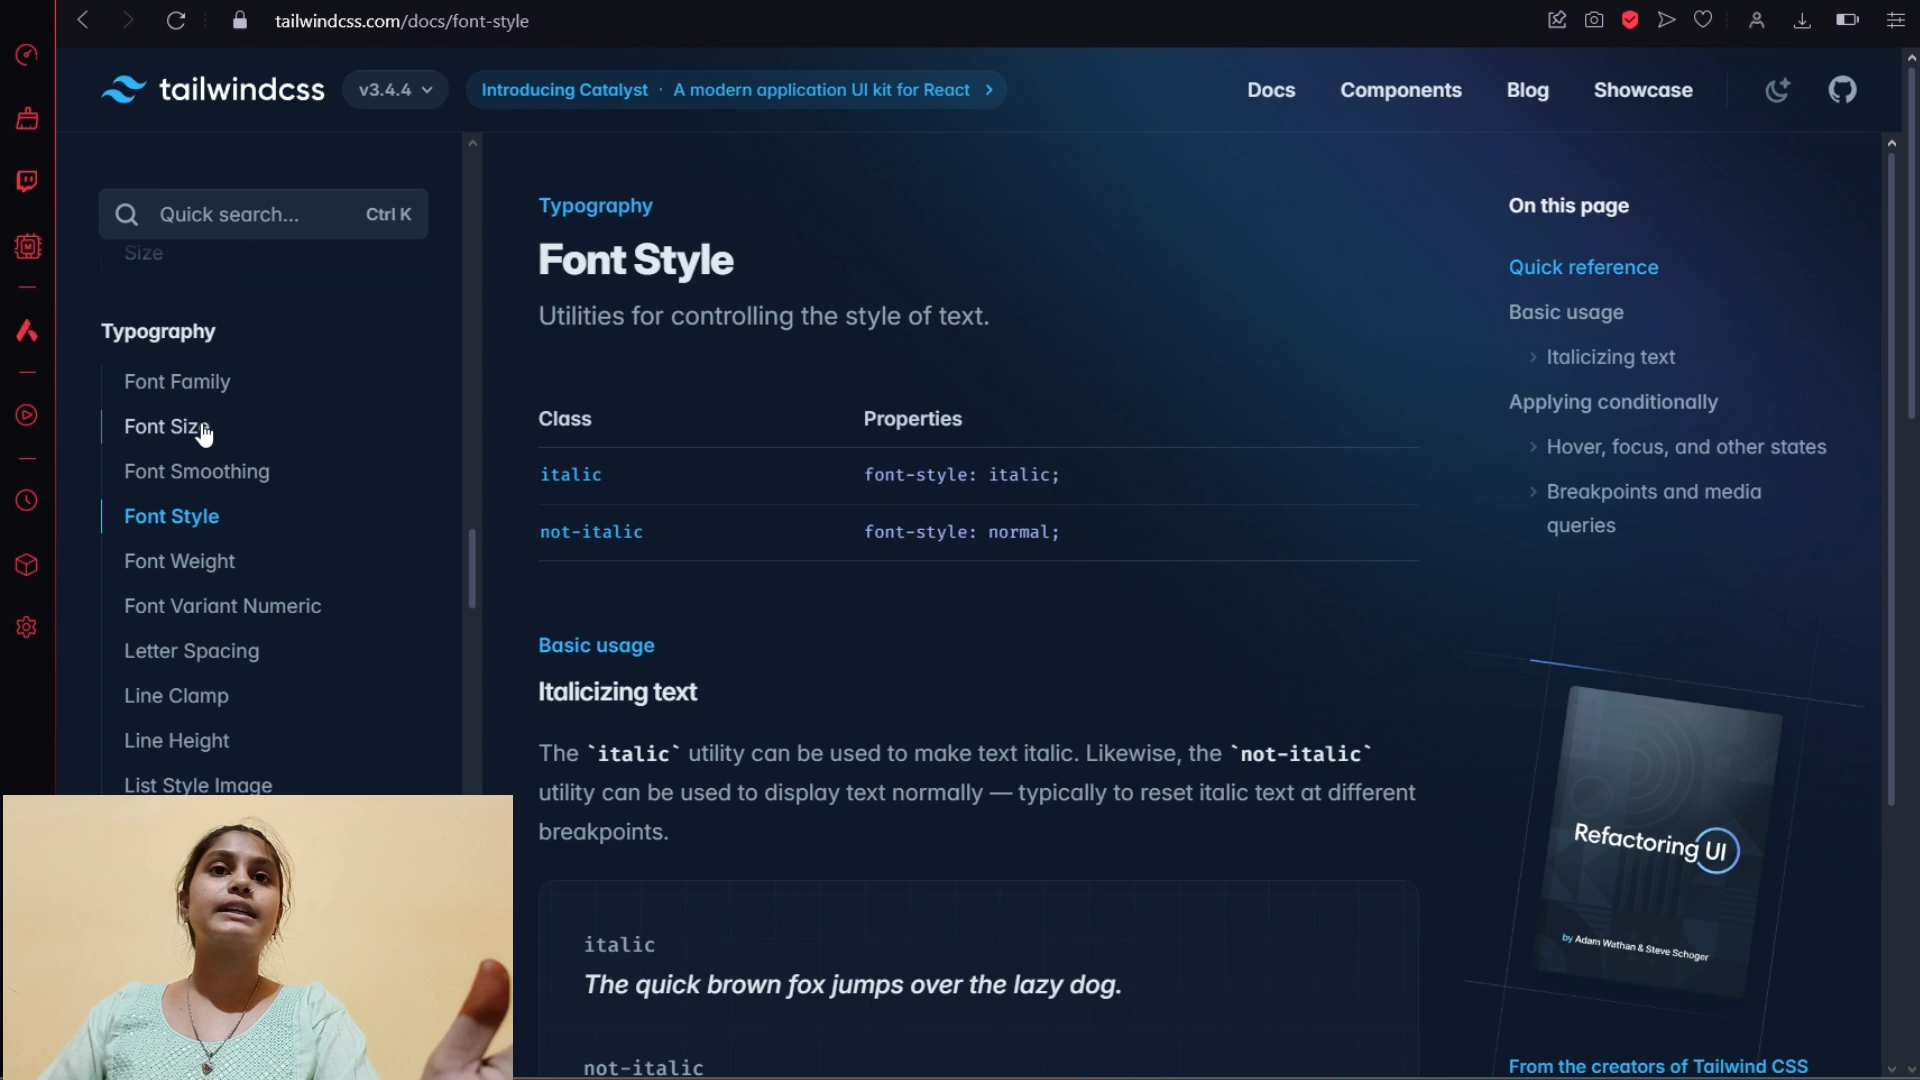 tailwindcss.com/docs/font-style
tailwindcss
v3.4.4
Introducing Catalyst · A modern application UI kit for React
Docs
Components
Blog
Showcase
Quick search...
Ctrl K
Size
Typography
Font Family
Font Size
Font Smoothing
Font Style
Font Weight
Font Variant Numeric
Letter Spacing
Line Clamp
Line Height
List Style Image
Typography
Font Style
Utilities for controlling the style of text.
Class Properties
italic font-style: italic;
not-italic font-style: normal;
Basic usage
Italicizing text
The `italic` utility can be used to make text italic. Likewise, the `not-italic`
utility can be used to display text normally — typically to reset italic text at different
breakpoints.
italic
The quick brown fox jumps over the lazy dog.
not-italic
On this page
Quick reference
Basic usage
Italicizing text
Applying conditionally
Hover, focus, and other states
Breakpoints and media
queries
Refactoring UI
by Adam Wathan & Steve Schoger
From the creators of Tailwind CSS